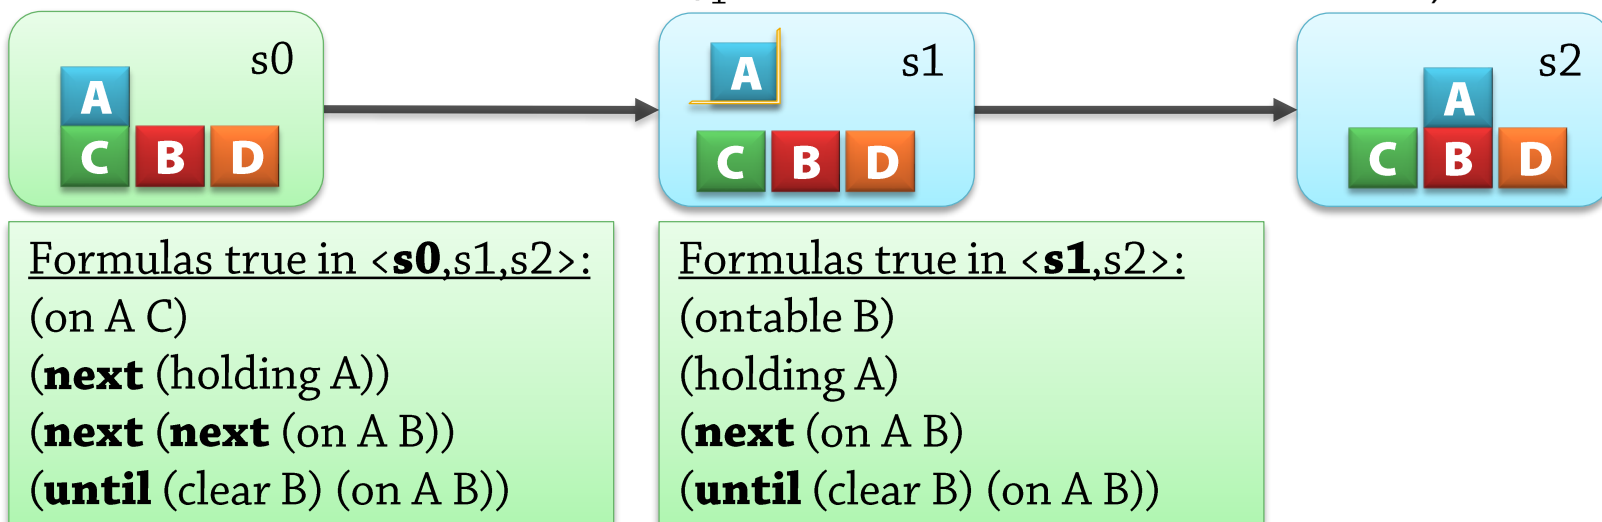 s0
A
C B D
s1
A
C B D
s2
A
C B D
Formulas true in <s0,s1,s2>:
(on A C)
(next (holding A))
(next (next (on A B))
(until (clear B) (on A B))
Formulas true in <s1,s2>:
(ontable B)
(holding A)
(next (on A B)
(until (clear B) (on A B))